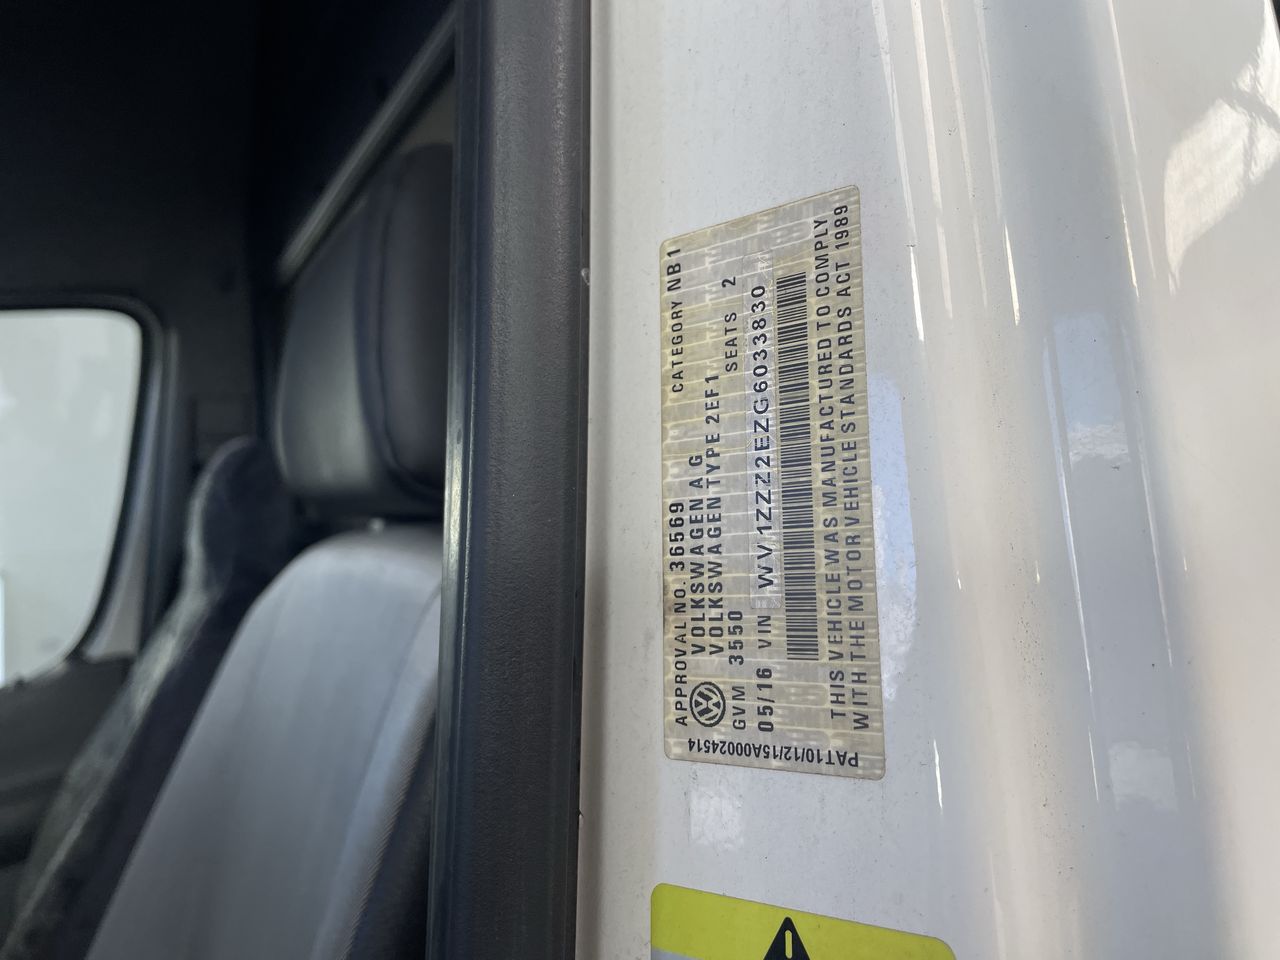 APPROVAL NO. 36569 CATEGORY NB1
VOLKSWAGEN AG
VOLKSWAGEN TYPE 2EF1
GVM 3550 SEATS 2
05/16 VIN WV1ZZZ2EZG6033830
THIS VEHICLE WAS MANUFACTURED TO COMPLY
WITH THE MOTOR VEHICLE STANDARDS ACT 1989
PAT10/12/15A00024514